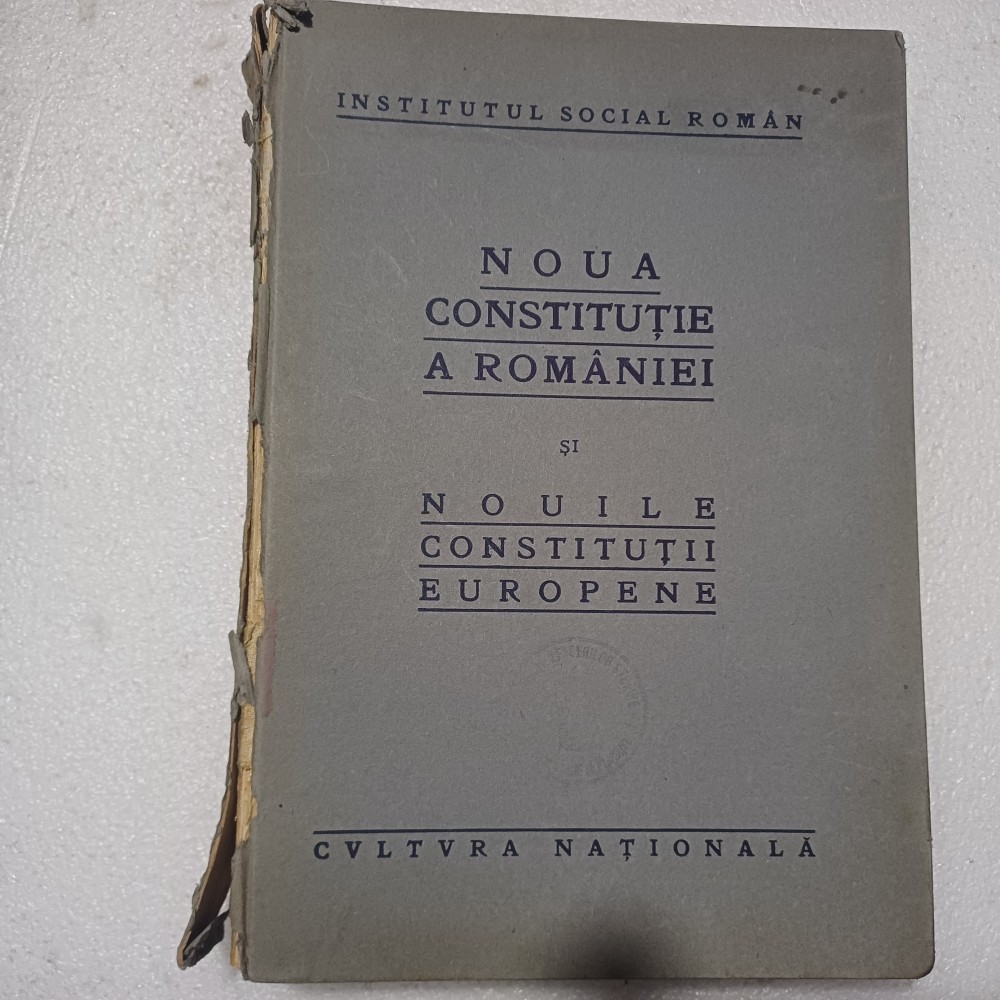 INSTITUTUL SOCIAL ROMÂN
NOUA
CONSTITUȚIE
A ROMÂNIEI
ȘI
NOUILE
CONSTITUȚII
EUROPENE
CVLTVRA NAȚIONALĂ